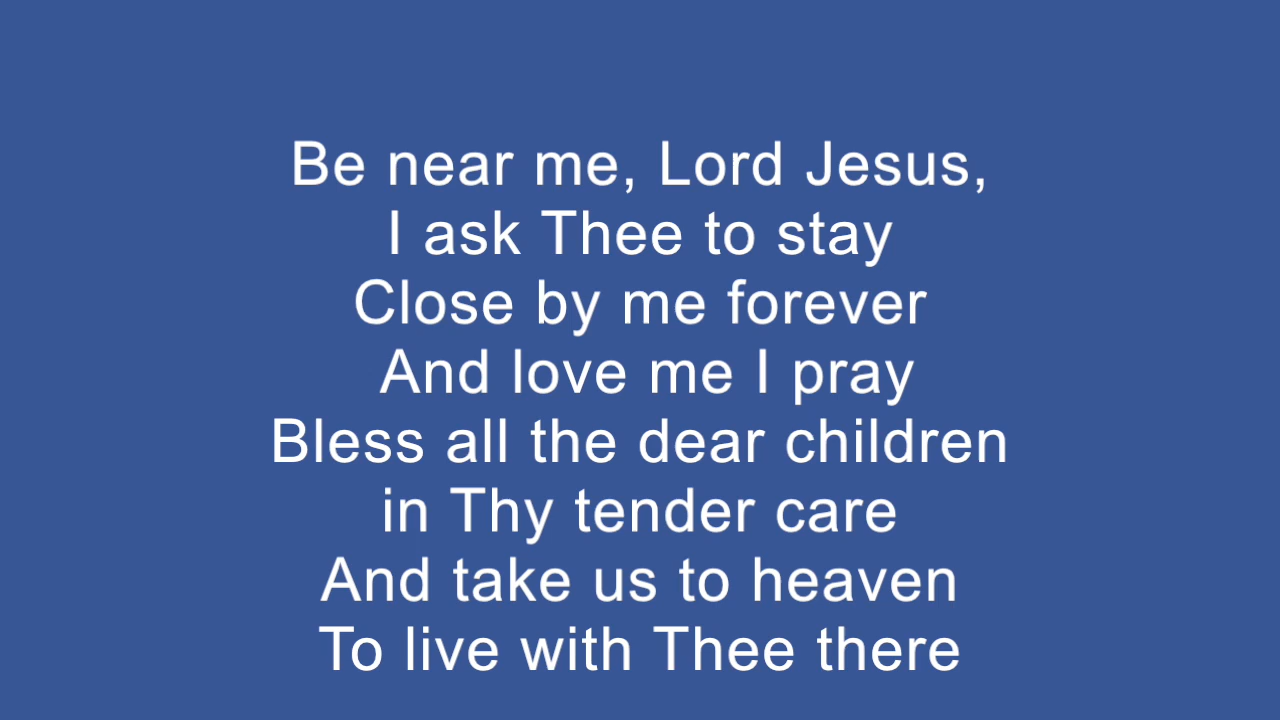 Be near me, Lord Jesus,
I ask Thee to stay
Close by me forever
And love me I pray
Bless all the dear children
in Thy tender care
And take us to heaven
To live with Thee there